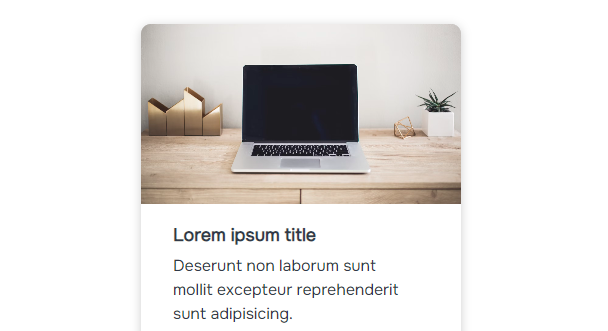 Lorem ipsum title
Deserunt non laborum sunt
mollit excepteur reprehenderit
sunt adipisicing.